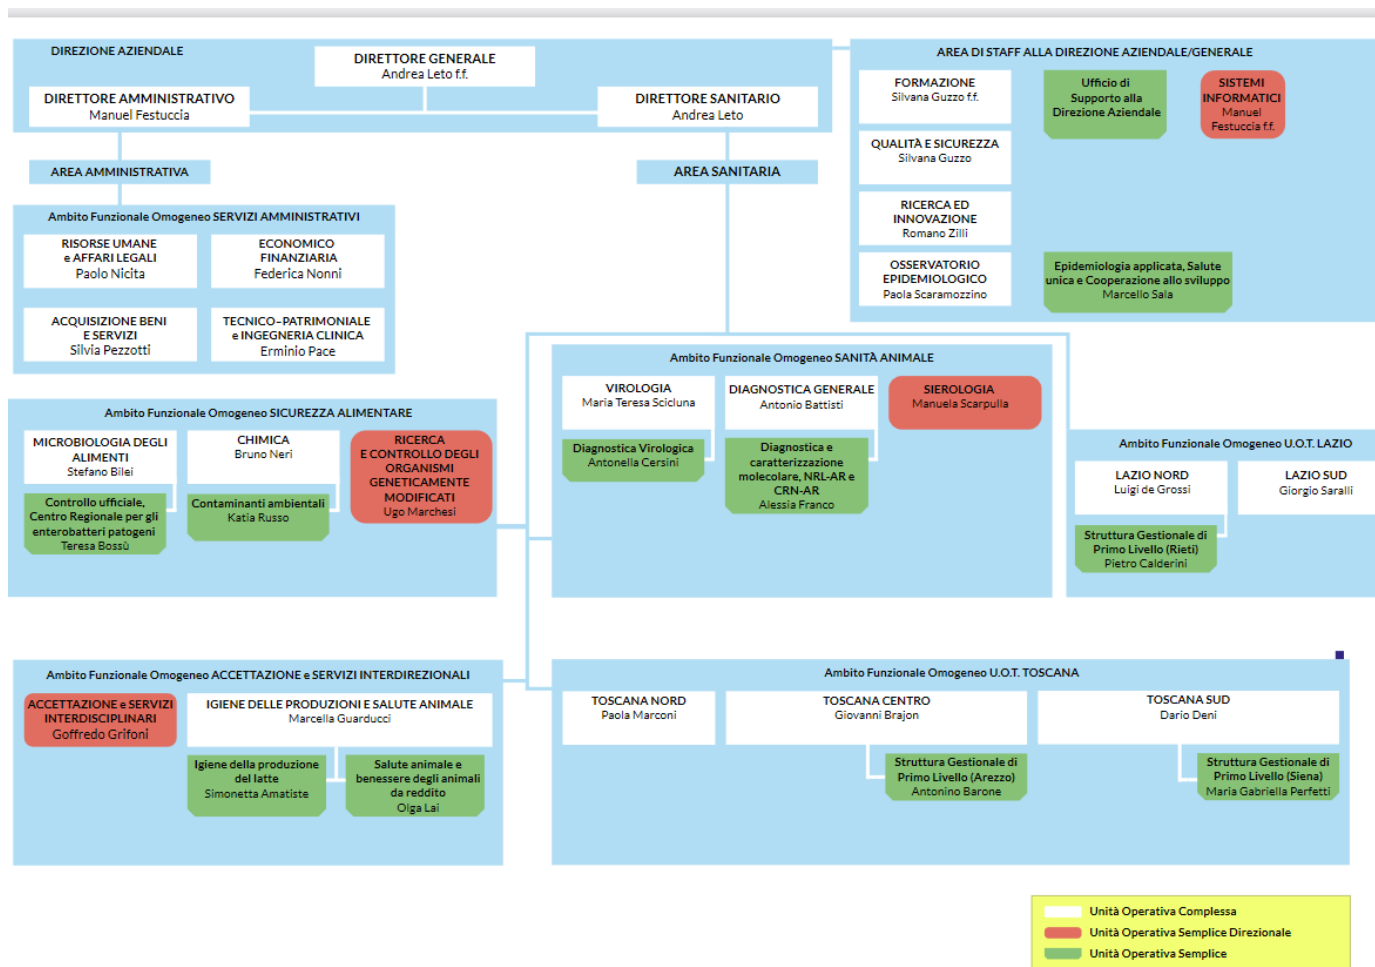 DIREZIONE AZIENDALE
DIRETTORE GENERALE
Andrea Leto f.f.
DIRETTORE AMMINISTRATIVO
Manuel Festuccia
DIRETTORE SANITARIO
Andrea Leto
AREA DI STAFF ALLA DIREZIONE AZIENDALE/GENERALE
FORMAZIONE
Silvana Guzzo f.f.
Ufficio di
Supporto alla
Direzione Aziendale
SISTEMI
INFORMATICI
Manuel
Festuccia f.f.
QUALITÀ E SICUREZZA
Silvana Guzzo
RICERCA ED
INNOVAZIONE
Romano Zilli
OSSERVATORIO
EPIDEMIOLOGICO
Paola Scaramozzino
Epidemiologia applicata, Salute
unica e Cooperazione allo sviluppo
Marcello Sala
AREA AMMINISTRATIVA
AREA SANITARIA
Ambito Funzionale Omogeneo SERVIZI AMMINISTRATIVI
RISORSE UMANE
e AFFARI LEGALI
Paolo Nicita
ECONOMICO
FINANZIARIA
Federica Nonni
ACQUISIZIONE BENI
E SERVIZI
Silvia Pezzotti
TECNICO-PATRIMONIALE
e INGEGNERIA CLINICA
Erminio Pace
Ambito Funzionale Omogeneo SANITÀ ANIMALE
VIROLOGIA
Maria Teresa Scicluna
DIAGNOSTICA GENERALE
Antonio Battisti
SIEROLOGIA
Manuela Scarpulla
Diagnostica Virologica
Antonella Cersini
Diagnostica e
caratterizzazione
molecolare, NRL-AR e
CRN-AR
Alessia Franco
Ambito Funzionale Omogeneo SICUREZZA ALIMENTARE
MICROBIOLOGIA DEGLI
ALIMENTI
Stefano Bilei
CHIMICA
Bruno Neri
RICERCA
E CONTROLLO DEGLI
ORGANISMI
GENETICAMENTE
MODIFICATI
Ugo Marchesi
Controllo ufficiale,
Centro Regionale per gli
enterobatteri patogeni
Teresa Bossù
Contaminanti ambientali
Katia Russo
Ambito Funzionale Omogeneo U.O.T. LAZIO
LAZIO NORD
Luigi de Grossi
LAZIO SUD
Giorgio Saralli
Struttura Gestionale di
Primo Livello (Rieti)
Pietro Calderini
Ambito Funzionale Omogeneo ACCETTAZIONE e SERVIZI INTERDIREZIONALI
ACCETTAZIONE e SERVIZI
INTERDISCIPLINARI
Goffredo Grifoni
IGIENE DELLE PRODUZIONI E SALUTE ANIMALE
Marcella Guarducci
Igiene della produzione
del latte
Simonetta Amatiste
Salute animale e
benessere degli animali
da reddito
Olga Lai
Ambito Funzionale Omogeneo U.O.T. TOSCANA
TOSCANA NORD
Paola Marconi
TOSCANA CENTRO
Giovanni Brajon
TOSCANA SUD
Dario Deni
Struttura Gestionale di
Primo Livello (Arezzo)
Antonino Barone
Struttura Gestionale di
Primo Livello (Siena)
Maria Gabriella Perfetti
Unità Operativa Complessa
Unità Operativa Semplice Direzionale
Unità Operativa Semplice